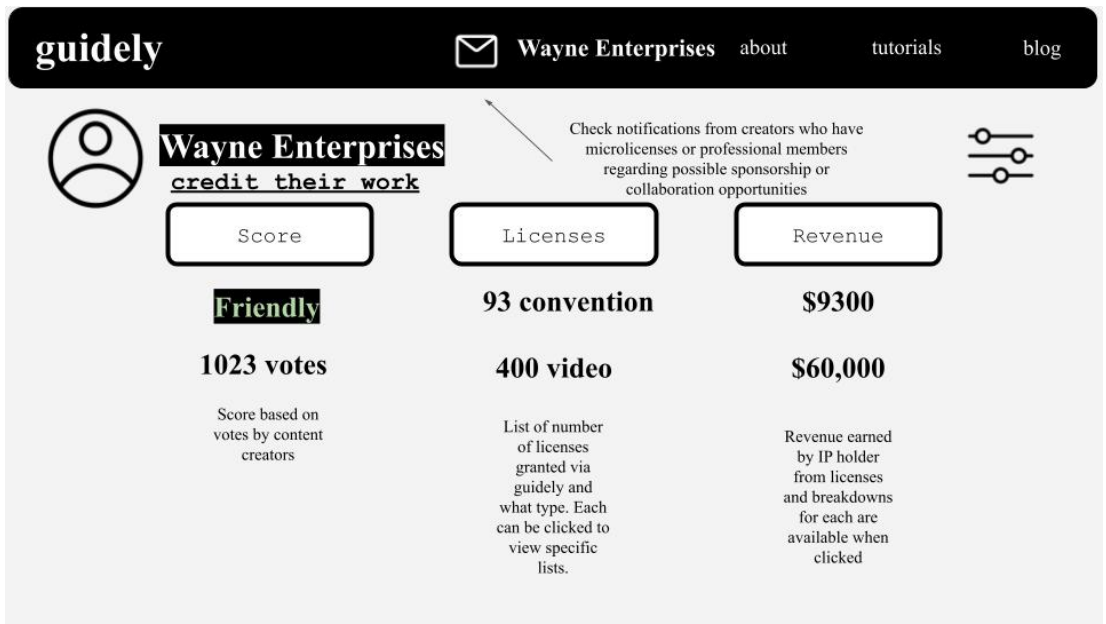 guidely
Wayne Enterprises
about
tutorials
blog
Check notifications from creators who have
microlicenses or professional members
regarding possible sponsorship or
collaboration opportunities
Wayne Enterprises
credit their work
Score
Licenses
Revenue
Friendly
93 convention
$9300
1023 votes
400 video
$60,000
Score based on
votes by content
creators
List of number
of licenses
granted via
guidely and
what type. Each
can be clicked to
view specific
lists.
Revenue earned
by IP holder
from licenses
and breakdowns
for each are
available when
clicked